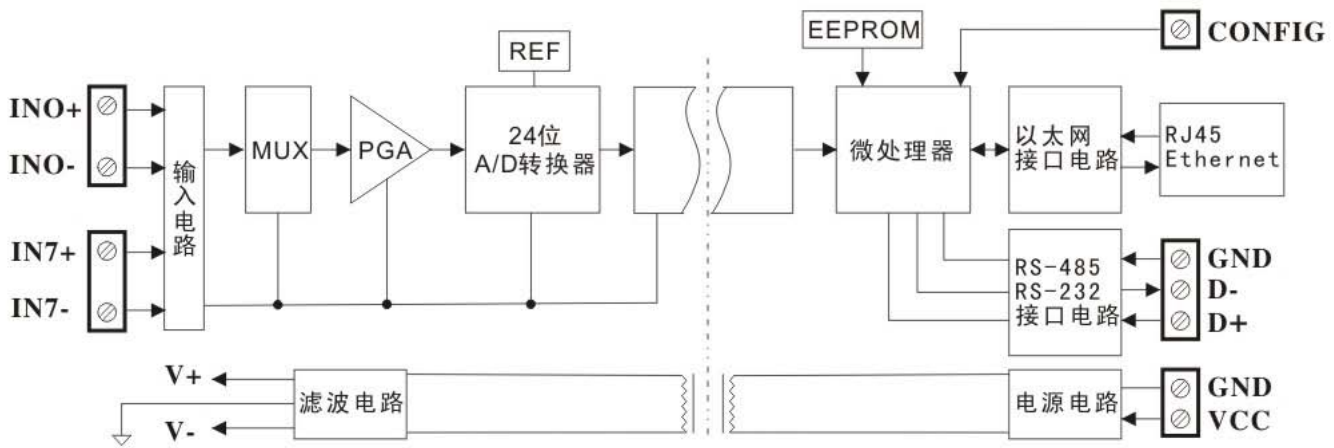 EEPROM
CONFIG
REF
INO+
INO-
IN7+
IN7-
输入电路
MUX
PGA
24位
A/D转换器
微处理器
以太网
接口电路
RJ45
Ethernet
RS-485
RS-232
接口电路
GND
D-
D+
V+
V-
滤波电路
电源电路
GND
VCC